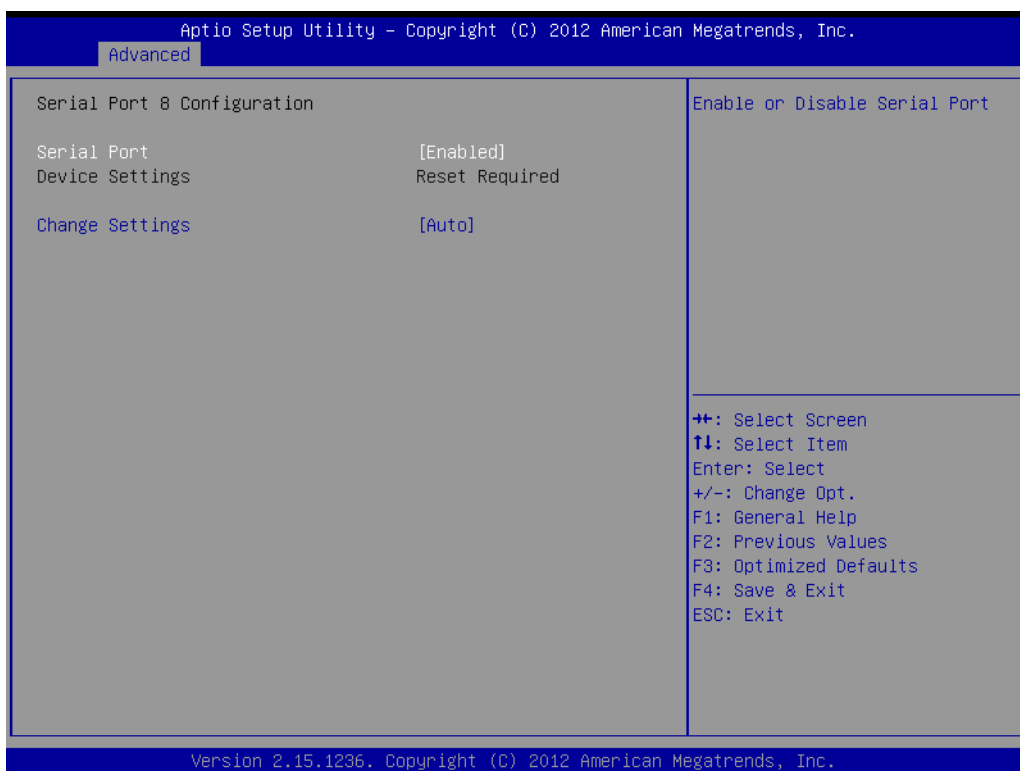 Aptio Setup Utility – Copyright (C) 2012 American Megatrends, Inc.
Advanced
Serial Port 8 Configuration
Serial Port [Enabled]
Device Settings Reset Required
Change Settings [Auto]
Enable or Disable Serial Port
→←: Select Screen
↑↓: Select Item
Enter: Select
+/-: Change Opt.
F1: General Help
F2: Previous Values
F3: Optimized Defaults
F4: Save & Exit
ESC: Exit
Version 2.15.1236. Copyright (C) 2012 American Megatrends, Inc.